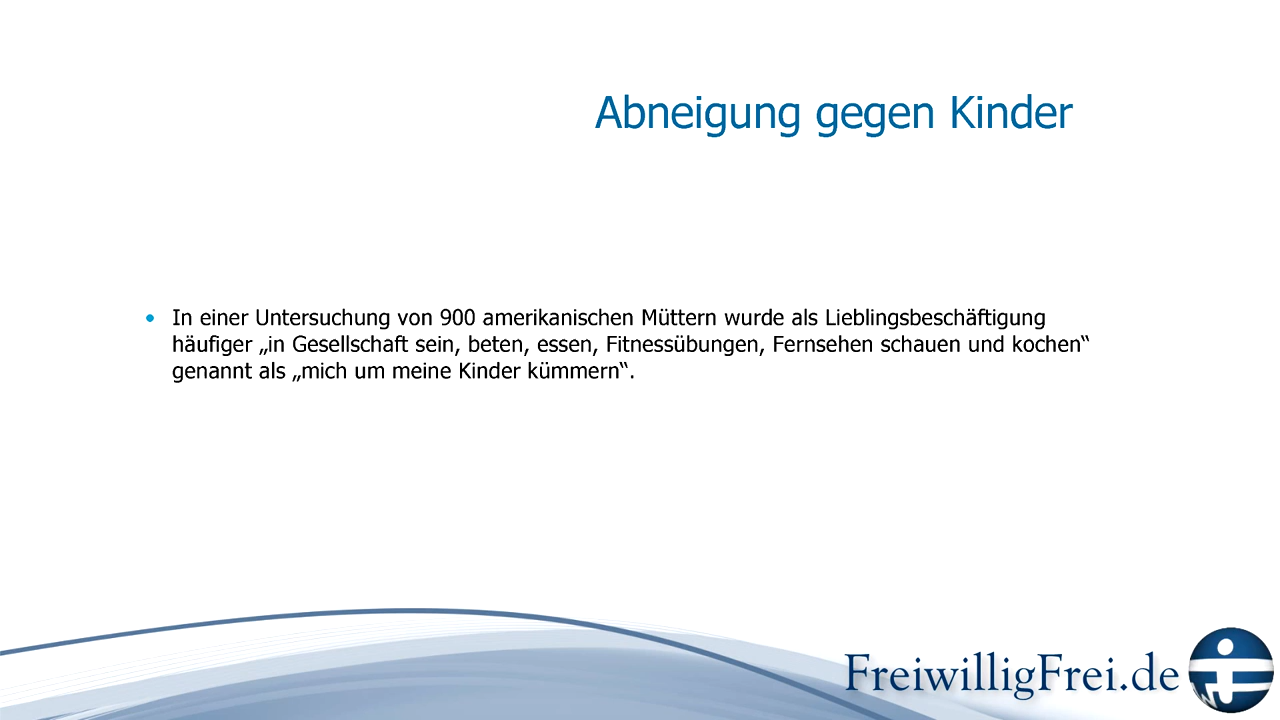 Abneigung gegen Kinder
• In einer Untersuchung von 900 amerikanischen Müttern wurde als Lieblingsbeschäftigung
häufiger „in Gesellschaft sein, beten, essen, Fitnessübungen, Fernsehen schauen und kochen“
genannt als „mich um meine Kinder kümmern“.
FreiwilligFrei.de